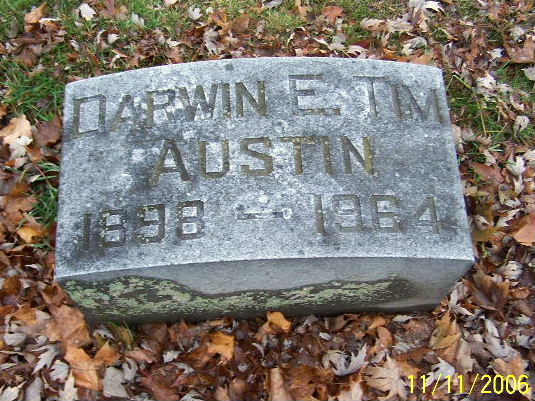 DARWIN E. TIM
AUSTIN
1898 – 1964
11/11/2006